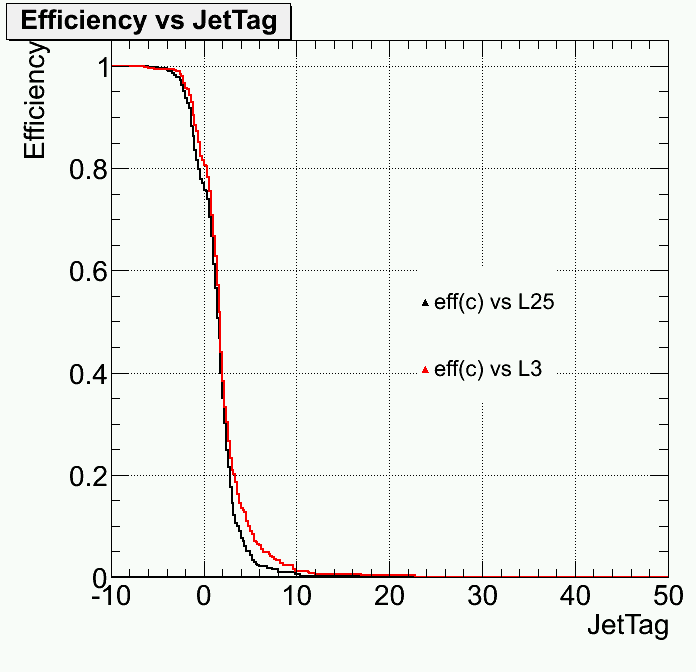 Efficiency vs JetTag
Efficiency
1
0.8
0.6
0.4
0.2
0
eff(c) vs L25
eff(c) vs L3
-10 0 10 20 30 40 50
JetTag